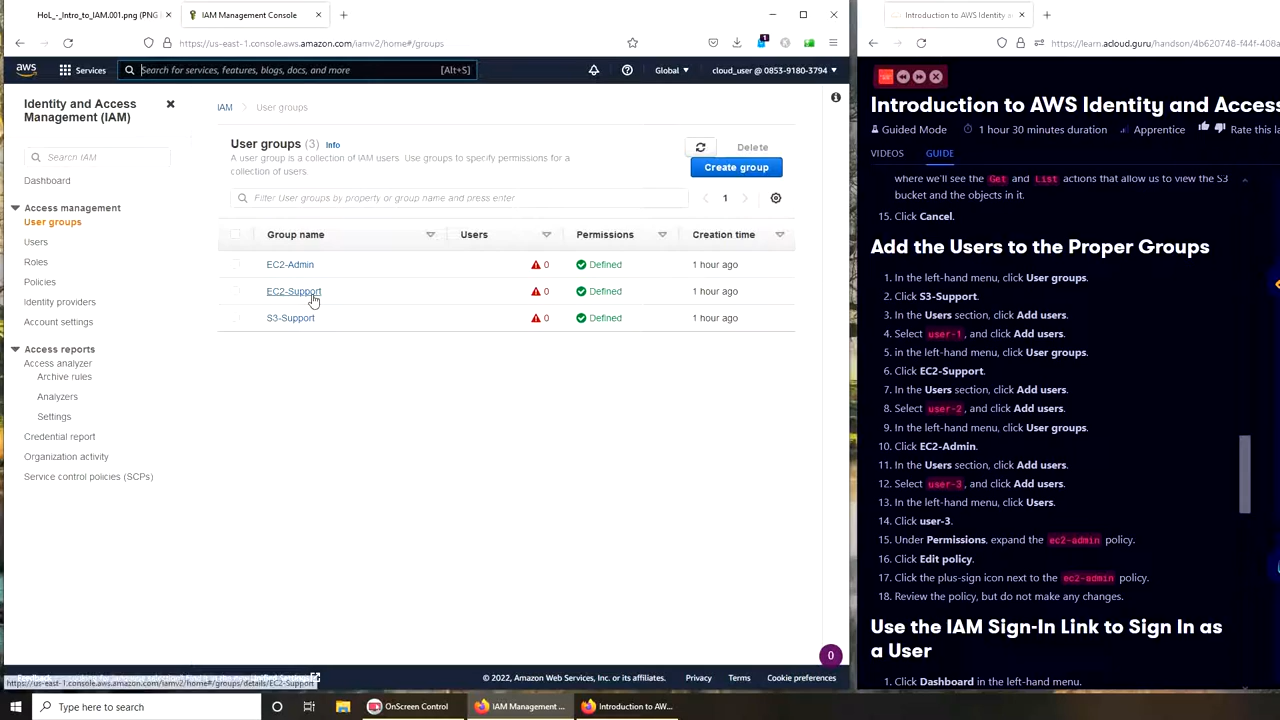 HoL_-_Intro_to_IAM.001.png (PNG I
IAM Management Console
https://us-east-1.console.aws.amazon.com/iamv2/home#/groups
1
aws
Services
Search for services, features, blogs, docs, and more
[Alt+S]
Global
cloud_user @ 0853-9180-3794
Identity and Access
Management (IAM)
Search IAM
Dashboard
Access management
User groups
Users
Roles
Policies
Identity providers
Account settings
Access reports
Access analyzer
Archive rules
Analyzers
Settings
Credential report
Organization activity
Service control policies (SCPs)
IAM
User groups
User groups (3) Info
A user group is a collection of IAM users. Use groups to specify permissions for a
collection of users.
Delete
Create group
Filter User groups by property or group name and press enter
1
Group name Users Permissions Creation time
EC2-Admin 0 Defined 1 hour ago
EC2-Support 0 Defined 1 hour ago
S3-Support 0 Defined 1 hour ago
0
https://us-east-1.console.aws.amazon.com/iamv2/home#/groups/details/EC2-Support
© 2022, Amazon Web Services, Inc. or its affiliates. Privacy Terms Cookie preferences
Introduction to AWS Identity a
https://learn.acloud.guru/handson/4b620748-f44f-408a
Introduction to AWS Identity and Access
Guided Mode 1 hour 30 minutes duration Apprentice Rate this la
VIDEOS GUIDE
where we'll see the Get and List actions that allow us to view the S3
bucket and the objects in it.
15. Click Cancel.
Add the Users to the Proper Groups
1. In the left-hand menu, click User groups.
2. Click S3-Support.
3. In the Users section, click Add users.
4. Select user-1, and click Add users.
5. in the left-hand menu, click User groups.
6. Click EC2-Support.
7. In the Users section, click Add users.
8. Select user-2, and click Add users.
9. In the left-hand menu, click User groups.
10. Click EC2-Admin.
11. In the Users section, click Add users.
12. Select user-3, and click Add users.
13. In the left-hand menu, click Users.
14. Click user-3.
15. Under Permissions, expand the ec2-admin policy.
16. Click Edit policy.
17. Click the plus-sign icon next to the ec2-admin policy.
18. Review the policy, but do not make any changes.
Use the IAM Sign-In Link to Sign In as
a User
1. Click Dashboard in the left-hand menu.
Type here to search
OnScreen Control
IAM Management ...
Introduction to AW...